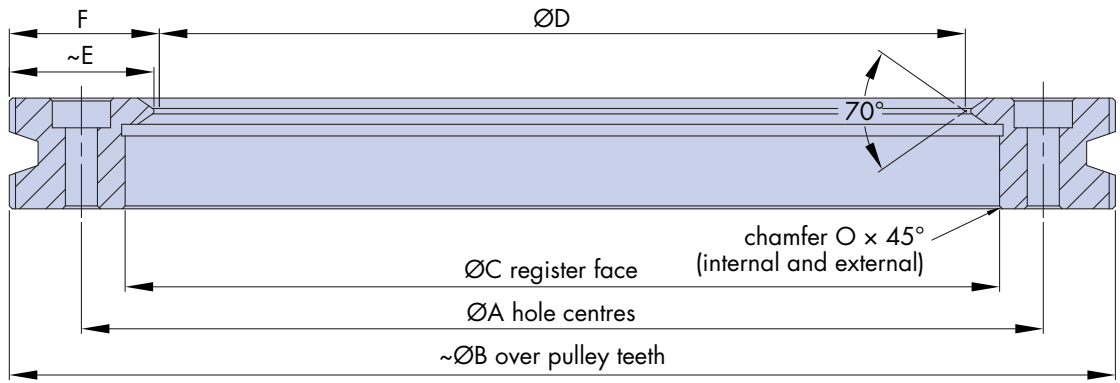 F
ØD
~E
70°
chamfer O × 45°
(internal and external)
ØC register face
ØA hole centres
~ØB over pulley teeth